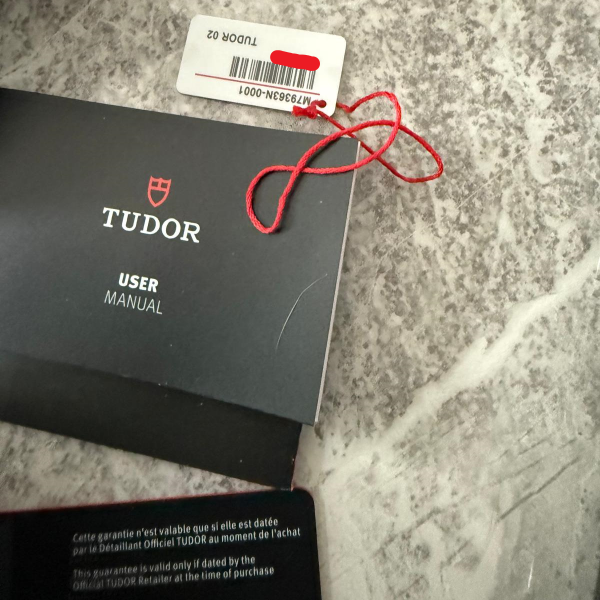 TUDOR 02
M79363N-0001
TUDOR
USER
MANUAL
Cette garantie n'est valable que si elle est datée
par le Détaillant Officiel TUDOR au moment de l'achat
This guarantee is valid only if dated by the
Official TUDOR Retailer at the time of purchase